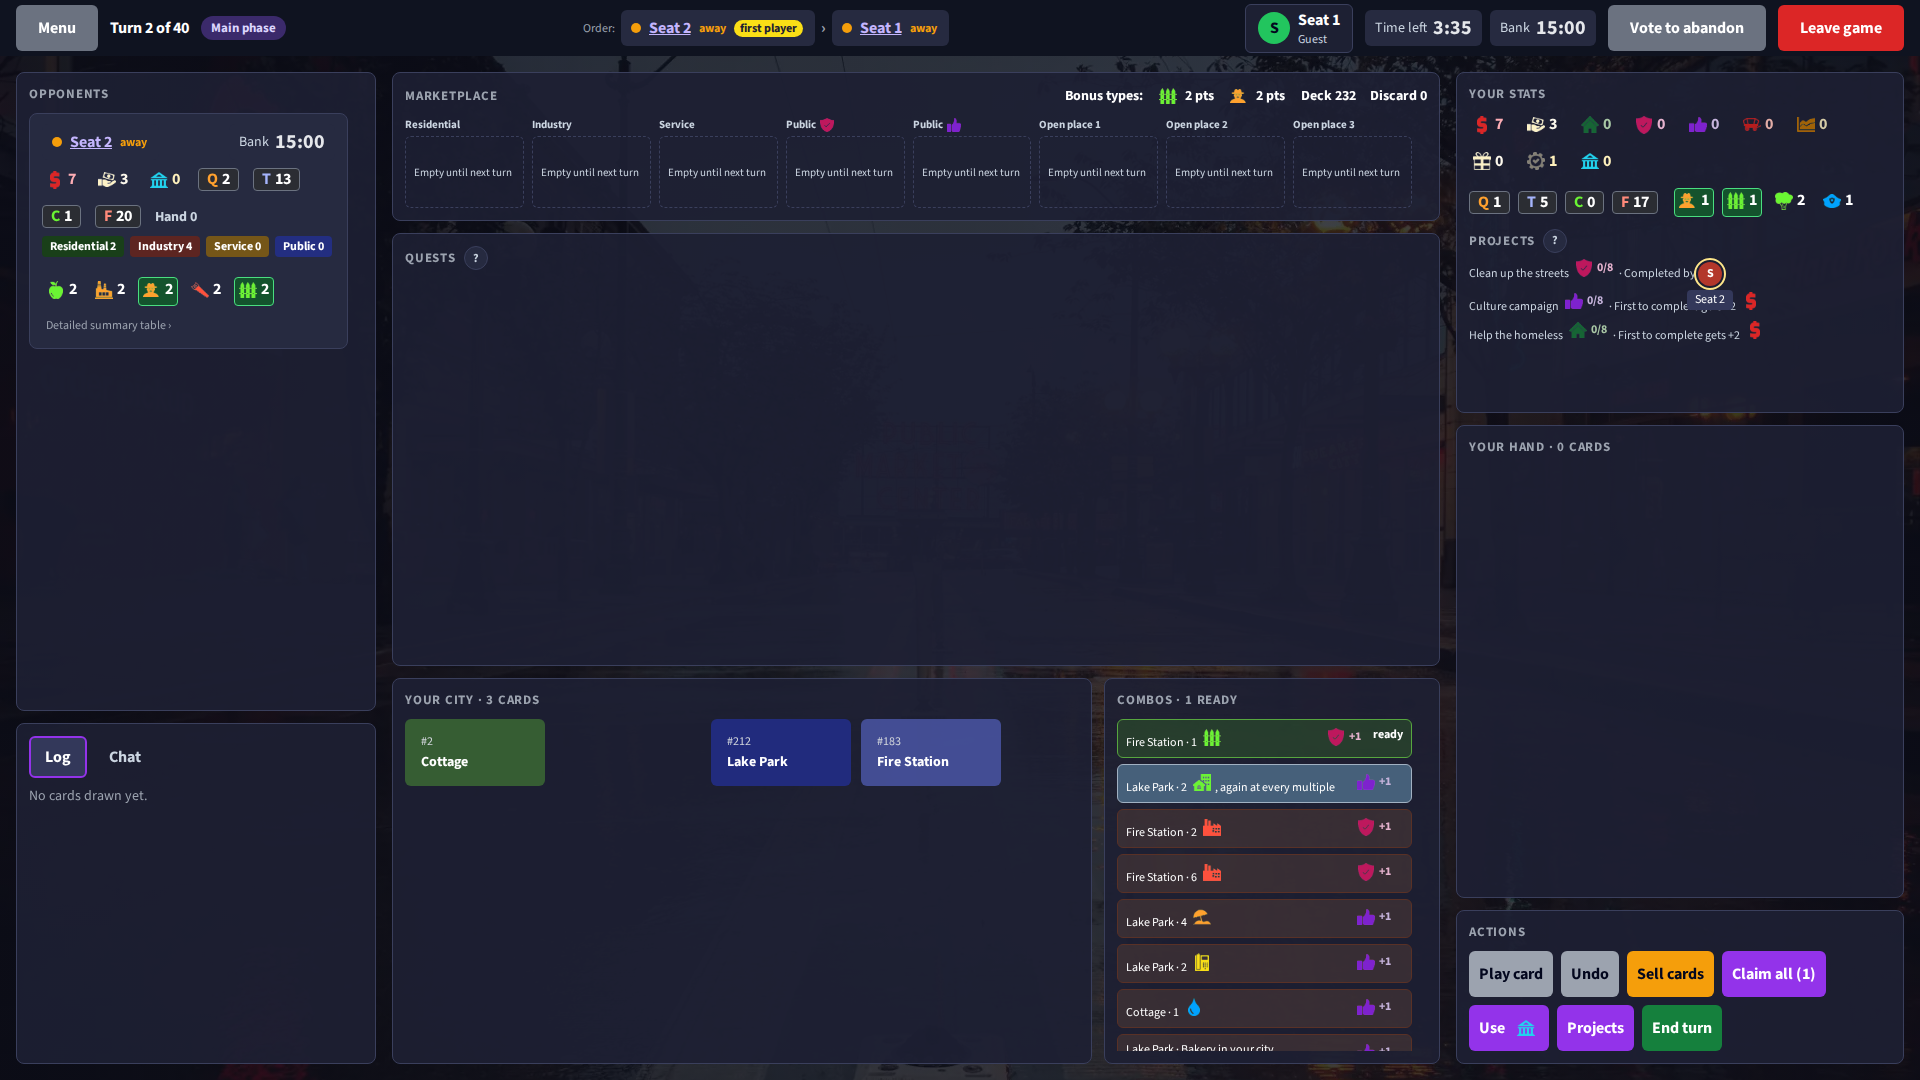 Menu
Turn 2 of 40
Main phase
Order:
Seat 2 away first player
›
Seat 1 away
S
Seat 1
Guest
Time left 3:35
Bank 15:00
Vote to abandon
Leave game
OPPONENTS
Seat 2 away
Bank 15:00
7 3 0 Q 2 T 13
C 1 F 20 Hand 0
Residential 2 Industry 4 Service 0 Public 0
2 2 2 2 2
Detailed summary table ›
Log
Chat
No cards drawn yet.
MARKETPLACE
Bonus types: 2 pts 2 pts Deck 232 Discard 0
Residential Industry Service Public Public Open place 1 Open place 2 Open place 3
Empty until next turn Empty until next turn Empty until next turn Empty until next turn Empty until next turn Empty until next turn Empty until next turn Empty until next turn
QUESTS ?
YOUR CITY · 3 CARDS
#2
Cottage
#212
Lake Park
#183
Fire Station
COMBOS · 1 READY
Fire Station · 1 +1 ready
Lake Park · 2 , again at every multiple +1
Fire Station · 2 +1
Fire Station · 6 +1
Lake Park · 4 +1
Lake Park · 2 +1
Cottage · 1 +1
Lake Park · Bakery in your city +1
YOUR STATS
7 3 0 0 0 0 0
0 1 0
Q 1 T 5 C 0 F 17 1 1 2 1
PROJECTS ?
Clean up the streets 0/8 · Completed by S
Seat 2
Culture campaign 0/8 · First to comple 2
Help the homeless 0/8 · First to complete gets +2
YOUR HAND · 0 CARDS
ACTIONS
Play card
Undo
Sell cards
Claim all (1)
Use
Projects
End turn